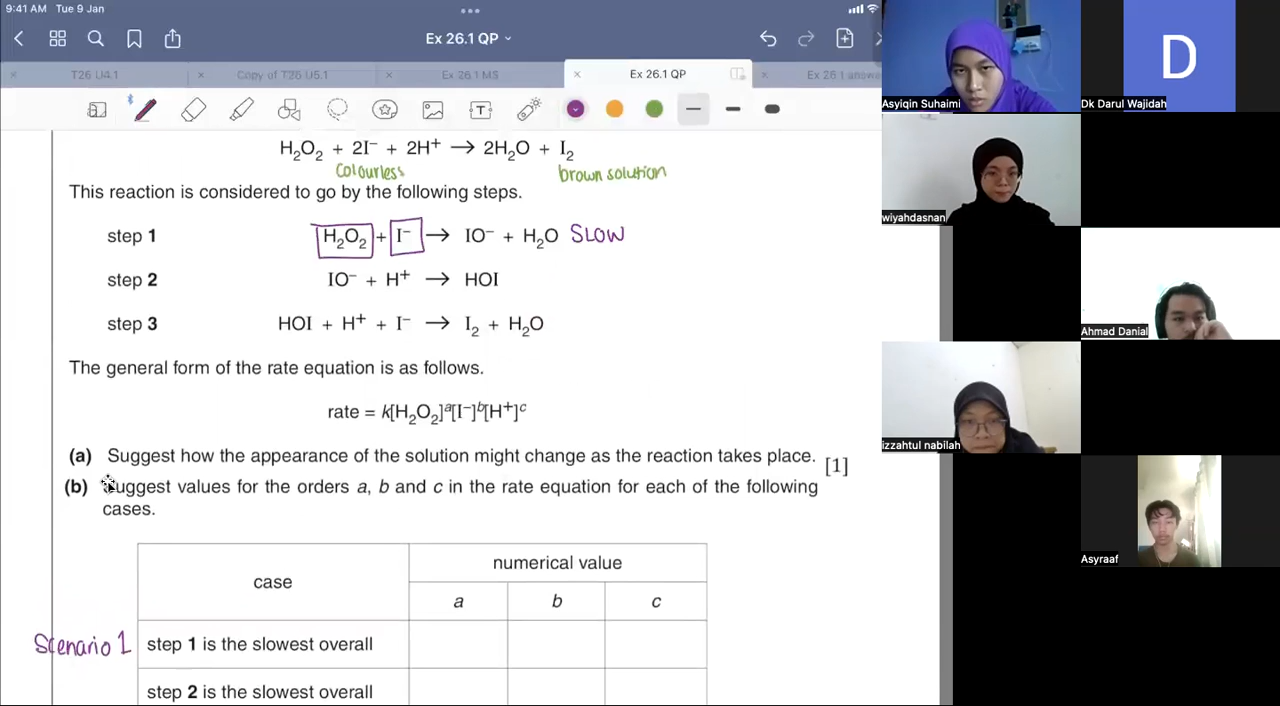 9:41 AM Tue 9 Jan
Ex 26.1 QP
T26 U4.1
Copy of T26 U5.1
Ex 26.1 MS
Ex 26.1 QP
Ex 26.1 answe
H₂O₂ + 2I⁻ + 2H⁺ → 2H₂O + I₂
colourless
brown solution
This reaction is considered to go by the following steps.
step 1 H₂O₂ + I⁻ → IO⁻ + H₂O SLOW
step 2 IO⁻ + H⁺ → HOI
step 3 HOI + H⁺ + I⁻ → I₂ + H₂O
The general form of the rate equation is as follows.
rate = k[H₂O₂]ᵃ[I⁻]ᵇ[H⁺]ᶜ
(a) Suggest how the appearance of the solution might change as the reaction takes place. [1]
(b) Suggest values for the orders a, b and c in the rate equation for each of the following
cases.
case
numerical value
a b c
Scenario 1
step 1 is the slowest overall
step 2 is the slowest overall
Asyiqin Suhaimi
D
Dk Darul Wajidah
wiyahdasnan
Ahmad Danial
izzahtul nabilah
Asyraaf